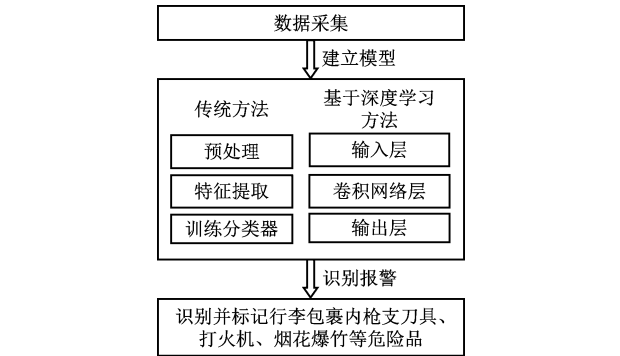 数据采集
建立模型
传统方法
预处理
特征提取
训练分类器
基于深度学习
方法
输入层
卷积网络层
输出层
识别报警
识别并标记行李包裹内枪支刀具、
打火机、烟花爆竹等危险品